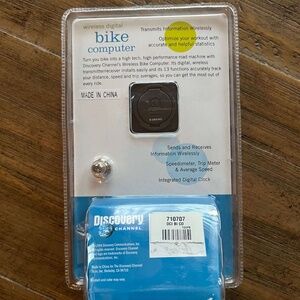 wireless digital
bike
computer
Transmits Information Wirelessly
Optimize your workout with
accurate and helpful statistics
Turn you bike into a high tech, high performance road machine with
Discovery Channel's Wireless Bike Computer. Its digital, wireless
transmitter/receiver installs easily and its 13 functions accurately track
your distance, speed and trip averages, so you can get the most out of
every ride.
MADE IN CHINA
Sends and Receives
Information Wirelessly
Speedometer, Trip Meter
& Average Speed
Integrated Digital Clock
Discovery
CHANNEL
710707